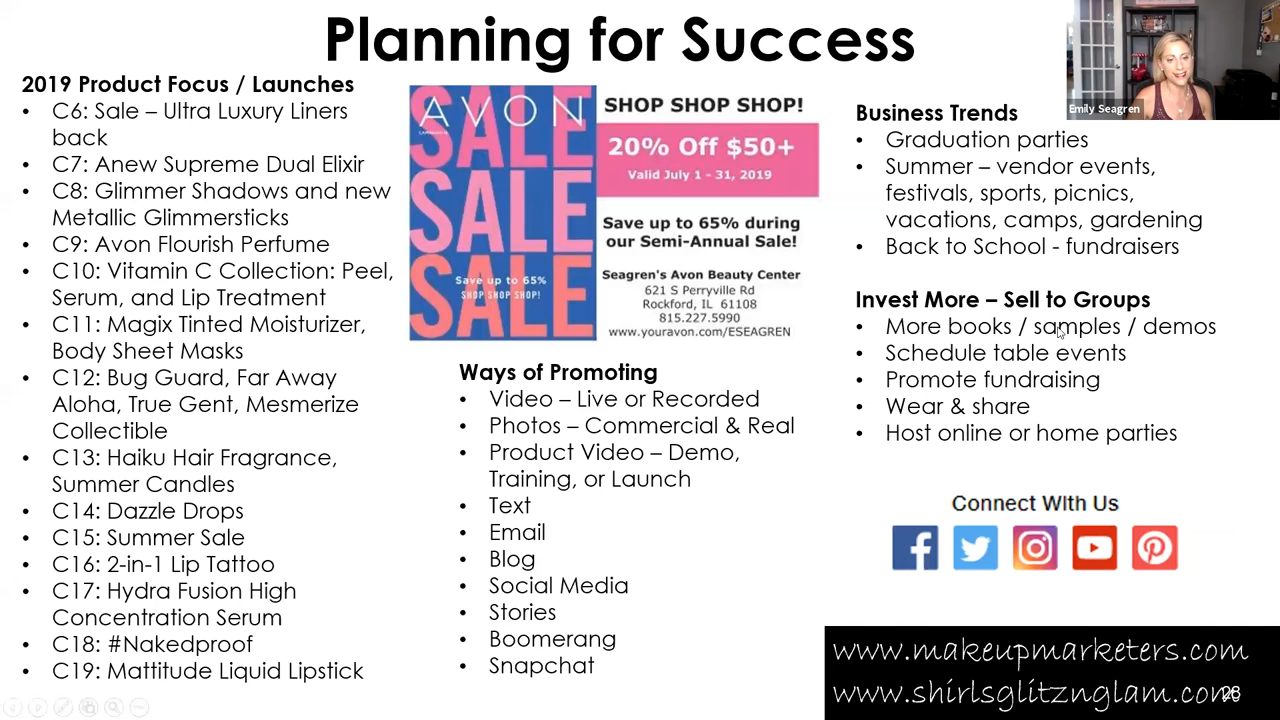 Planning for Success
2019 Product Focus / Launches
• C6: Sale – Ultra Luxury Liners
back
• C7: Anew Supreme Dual Elixir
• C8: Glimmer Shadows and new
Metallic Glimmersticks
• C9: Avon Flourish Perfume
• C10: Vitamin C Collection: Peel,
Serum, and Lip Treatment
• C11: Magix Tinted Moisturizer,
Body Sheet Masks
• C12: Bug Guard, Far Away
Aloha, True Gent, Mesmerize
Collectible
• C13: Haiku Hair Fragrance,
Summer Candles
• C14: Dazzle Drops
• C15: Summer Sale
• C16: 2-in-1 Lip Tattoo
• C17: Hydra Fusion High
Concentration Serum
• C18: #Nakedproof
• C19: Mattitude Liquid Lipstick
SALE
AVON
SALE
SALE
Save up to 65%
SHOP SHOP SHOP!
SHOP SHOP SHOP!
20% Off $50+
Valid July 1 - 31, 2019
Save up to 65% during
our Semi-Annual Sale!
Seagren's Avon Beauty Center
621 S Perryville Rd
Rockford, IL 61108
815.227.5990
www.youravon.com/ESEAGREN
Ways of Promoting
• Video – Live or Recorded
• Photos – Commercial & Real
• Product Video – Demo,
Training, or Launch
• Text
• Email
• Blog
• Social Media
• Stories
• Boomerang
• Snapchat
Emily Seagren
Business Trends
• Graduation parties
• Summer – vendor events,
festivals, sports, picnics,
vacations, camps, gardening
• Back to School - fundraisers
Invest More – Sell to Groups
• More books / samples / demos
• Schedule table events
• Promote fundraising
• Wear & share
• Host online or home parties
Connect With Us
www.makeupmarketers.com
www.shirlsglitznglam.com
28